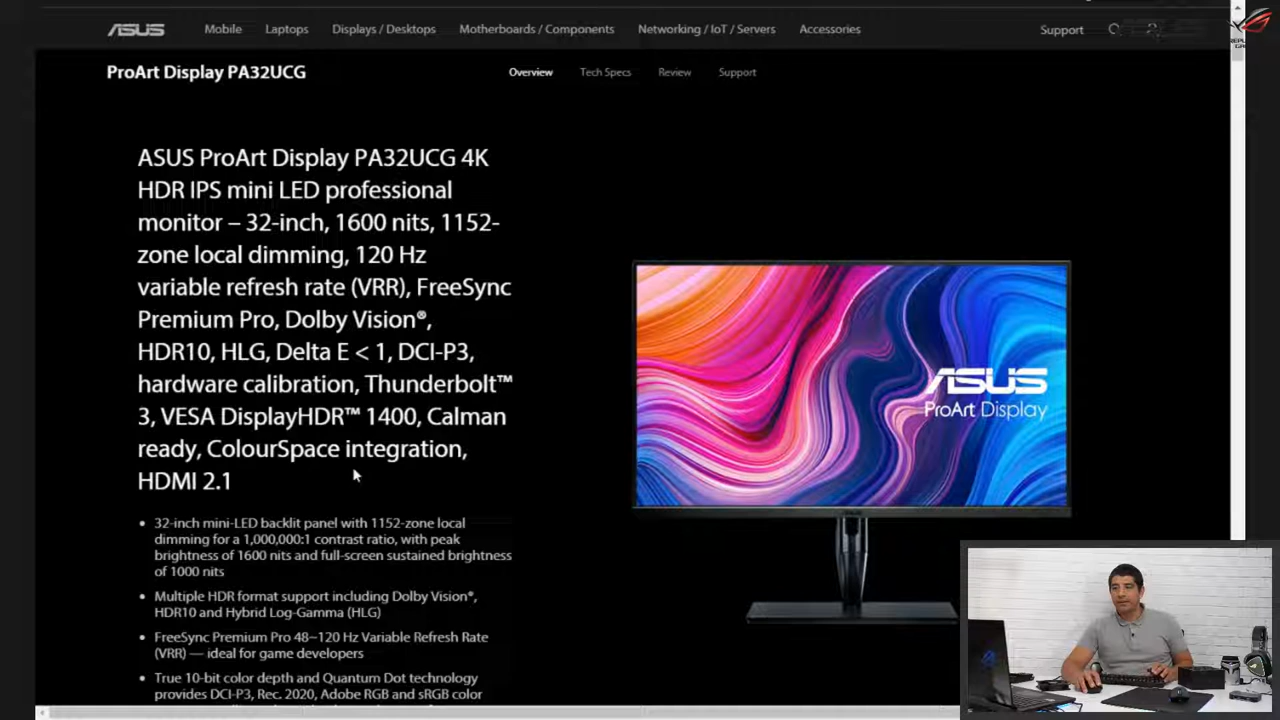 ASUS
Mobile
Laptops
Displays / Desktops
Motherboards / Components
Networking / IoT / Servers
Accessories
Support
ProArt Display PA32UCG
Overview
Tech Specs
Review
Support
ASUS ProArt Display PA32UCG 4K
HDR IPS mini LED professional
monitor – 32-inch, 1600 nits, 1152-
zone local dimming, 120 Hz
variable refresh rate (VRR), FreeSync
Premium Pro, Dolby Vision®,
HDR10, HLG, Delta E < 1, DCI-P3,
hardware calibration, Thunderbolt™
3, VESA DisplayHDR™ 1400, Calman
ready, ColourSpace integration,
HDMI 2.1
• 32-inch mini-LED backlit panel with 1152-zone local
dimming for a 1,000,000:1 contrast ratio, with peak
brightness of 1600 nits and full-screen sustained brightness
of 1000 nits
• Multiple HDR format support including Dolby Vision®,
HDR10 and Hybrid Log-Gamma (HLG)
• FreeSync Premium Pro 48~120 Hz Variable Refresh Rate
(VRR) — ideal for game developers
• True 10-bit color depth and Quantum Dot technology
provides DCI-P3, Rec. 2020, Adobe RGB and sRGB color
ASUS
ProArt Display